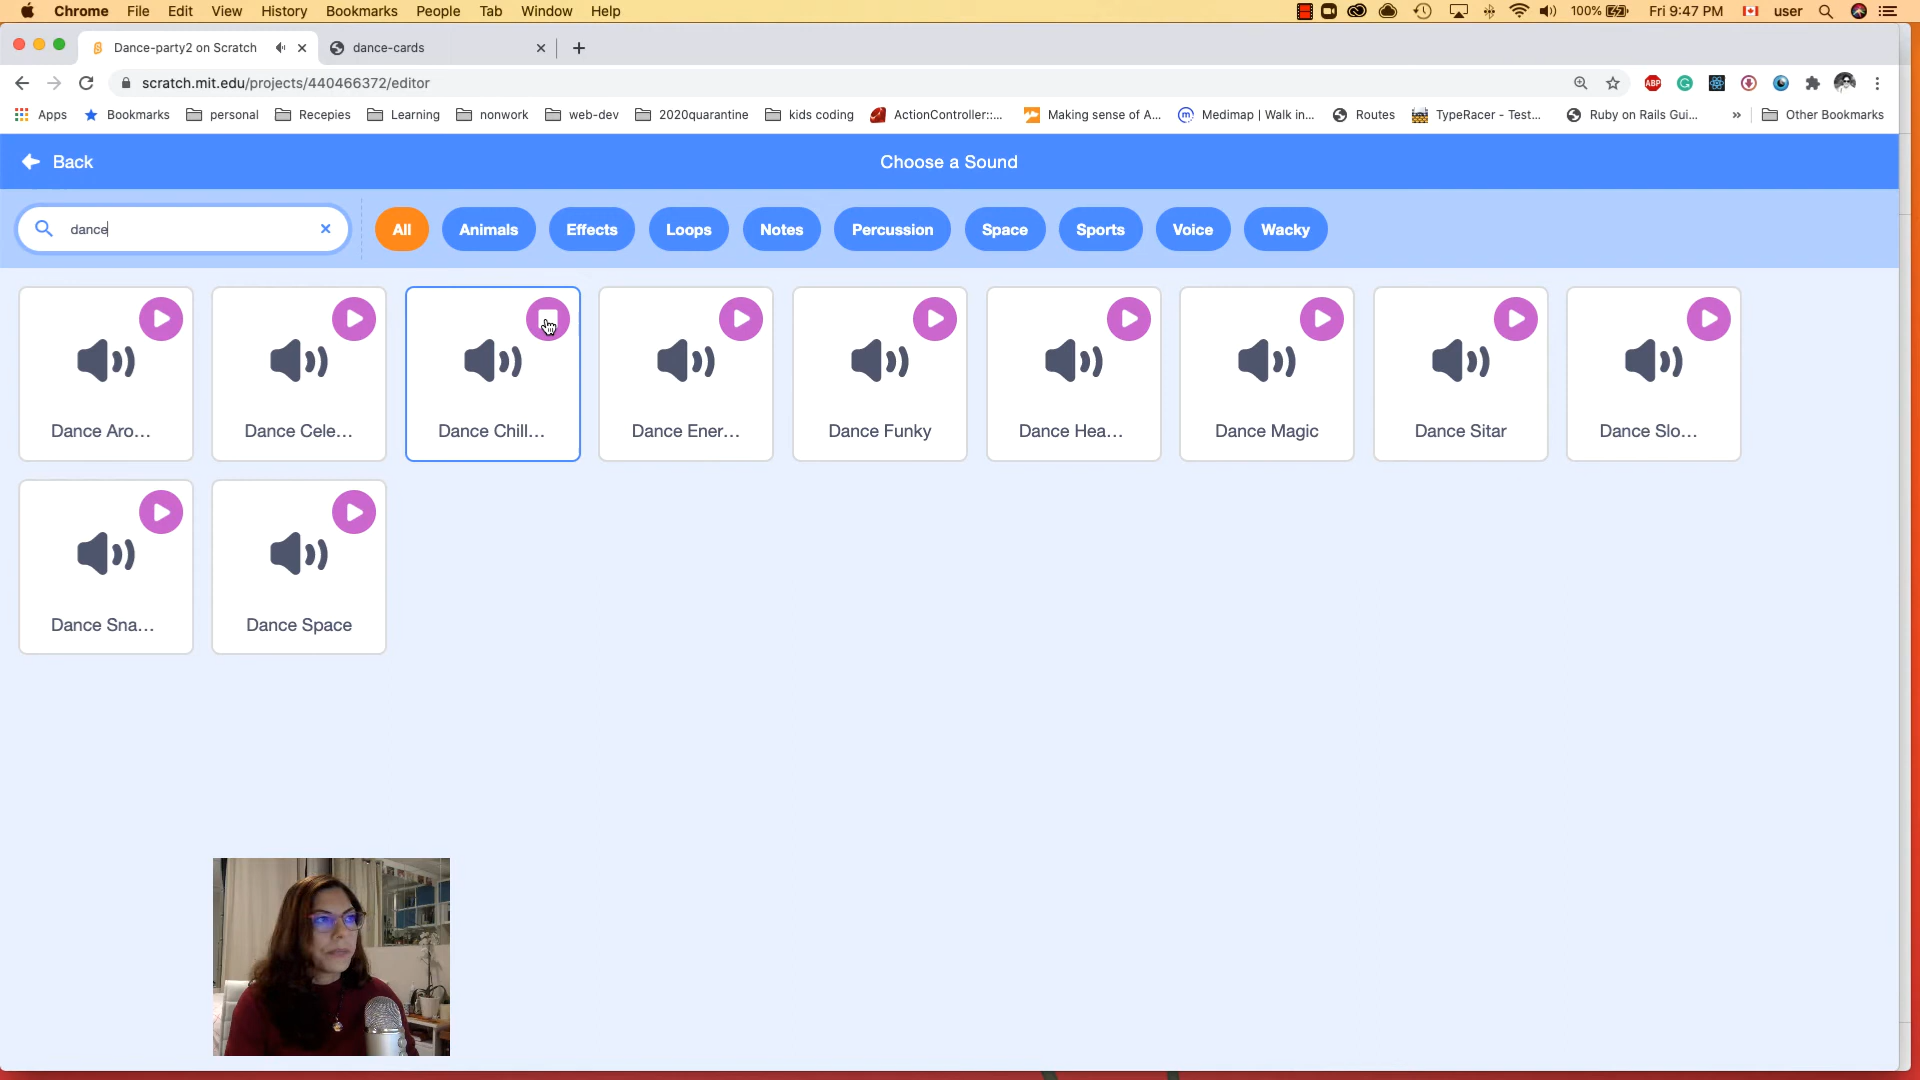 Chrome File Edit View History Bookmarks People Tab Window Help 100% Fri 9:47 PM user
Dance-party2 on Scratch dance-cards
scratch.mit.edu/projects/440466372/editor ABP
Apps Bookmarks personal Recepies Learning nonwork web-dev 2020quarantine kids coding ActionController::... Making sense of A... Medimap | Walk in... Routes TypeRacer - Test... Ruby on Rails Gui... » Other Bookmarks
Back Choose a Sound
dance All Animals Effects Loops Notes Percussion Space Sports Voice Wacky
Dance Aro... Dance Cele... Dance Chill... Dance Ener... Dance Funky Dance Hea... Dance Magic Dance Sitar Dance Slo...
Dance Sna... Dance Space